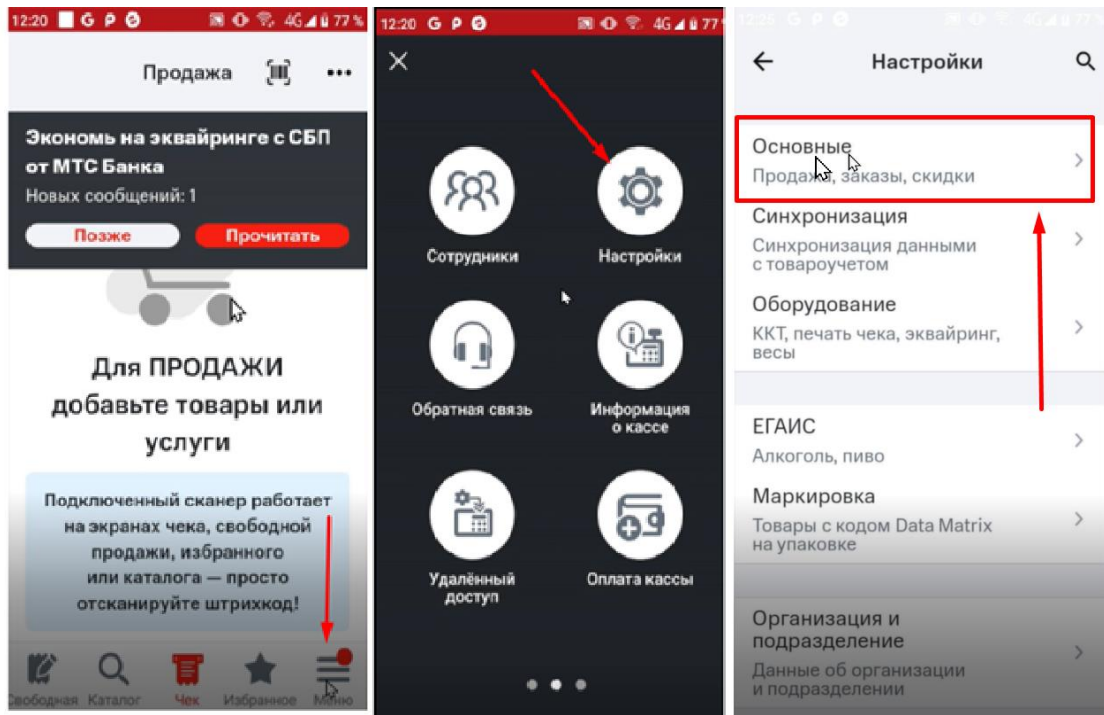 12:20 G P 4G 77 %
Продажа
Экономь на эквайринге с СБП
от МТС Банка
Новых сообщений: 1
Позже Прочитать
Для ПРОДАЖИ
добавьте товары или
услуги
Подключенный сканер работает
на экранах чека, свободной
продажи, избранного
или каталога — просто
отсканируйте штрихкод!
Свободная Каталог Чек Избранное Меню
12:20 G P 4G 77
Сотрудники Настройки
Обратная связь Информация
о кассе
Удалённый Оплата кассы
доступ
12:25 G P 4G 77 %
Настройки
Основные
Продажа, заказы, скидки
Синхронизация
Синхронизация данными
с товароучетом
Оборудование
ККТ, печать чека, эквайринг,
весы
ЕГАИС
Алкоголь, пиво
Маркировка
Товары с кодом Data Matrix
на упаковке
Организация и
подразделение
Данные об организации
и подразделении